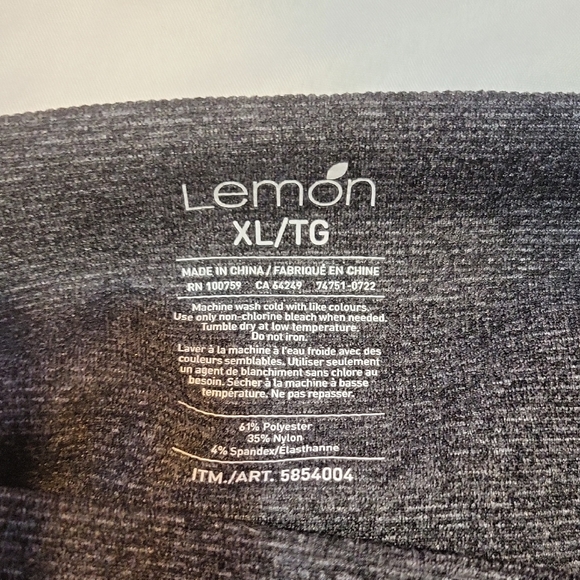 Lemon
XL/TG
MADE IN CHINA / FABRIQUÉ EN CHINE
RN 100759 CA 64249 74751-0722
Machine wash cold with like colours.
Use only non-chlorine bleach when needed.
Tumble dry at low temperature.
Do not iron.
Laver à la machine à l'eau froide avec des
couleurs semblables. Utiliser seulement
un agent de blanchiment sans chlore au
besoin. Sécher à la machine à basse
température. Ne pas repasser.
61% Polyester
35% Nylon
4% Spandex/Élasthanne
ITM./ART. 5854004